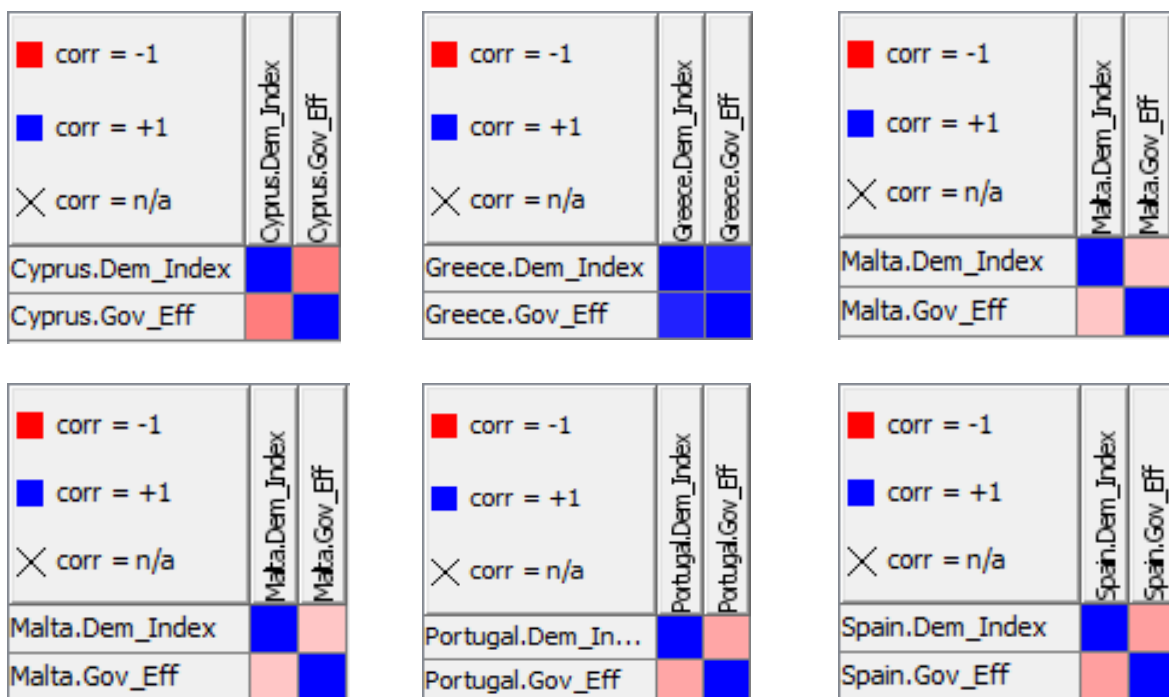 corr = -1
corr = +1
corr = n/a
Cyprus.Dem_Index
Cyprus.Gov_Eff
Cyprus.Dem_Index
Cyprus.Gov_Eff
corr = -1
corr = +1
corr = n/a
Greece.Dem_Index
Greece.Gov_Eff
Greece.Dem_Index
Greece.Gov_Eff
corr = -1
corr = +1
corr = n/a
Malta.Dem_Index
Malta.Gov_Eff
Malta.Dem_Index
Malta.Gov_Eff
corr = -1
corr = +1
corr = n/a
Malta.Dem_Index
Malta.Gov_Eff
Malta.Dem_Index
Malta.Gov_Eff
corr = -1
corr = +1
corr = n/a
Portugal.Dem_Index
Portugal.Gov_Eff
Portugal.Dem_In...
Portugal.Gov_Eff
corr = -1
corr = +1
corr = n/a
Spain.Dem_Index
Spain.Gov_Eff
Spain.Dem_Index
Spain.Gov_Eff